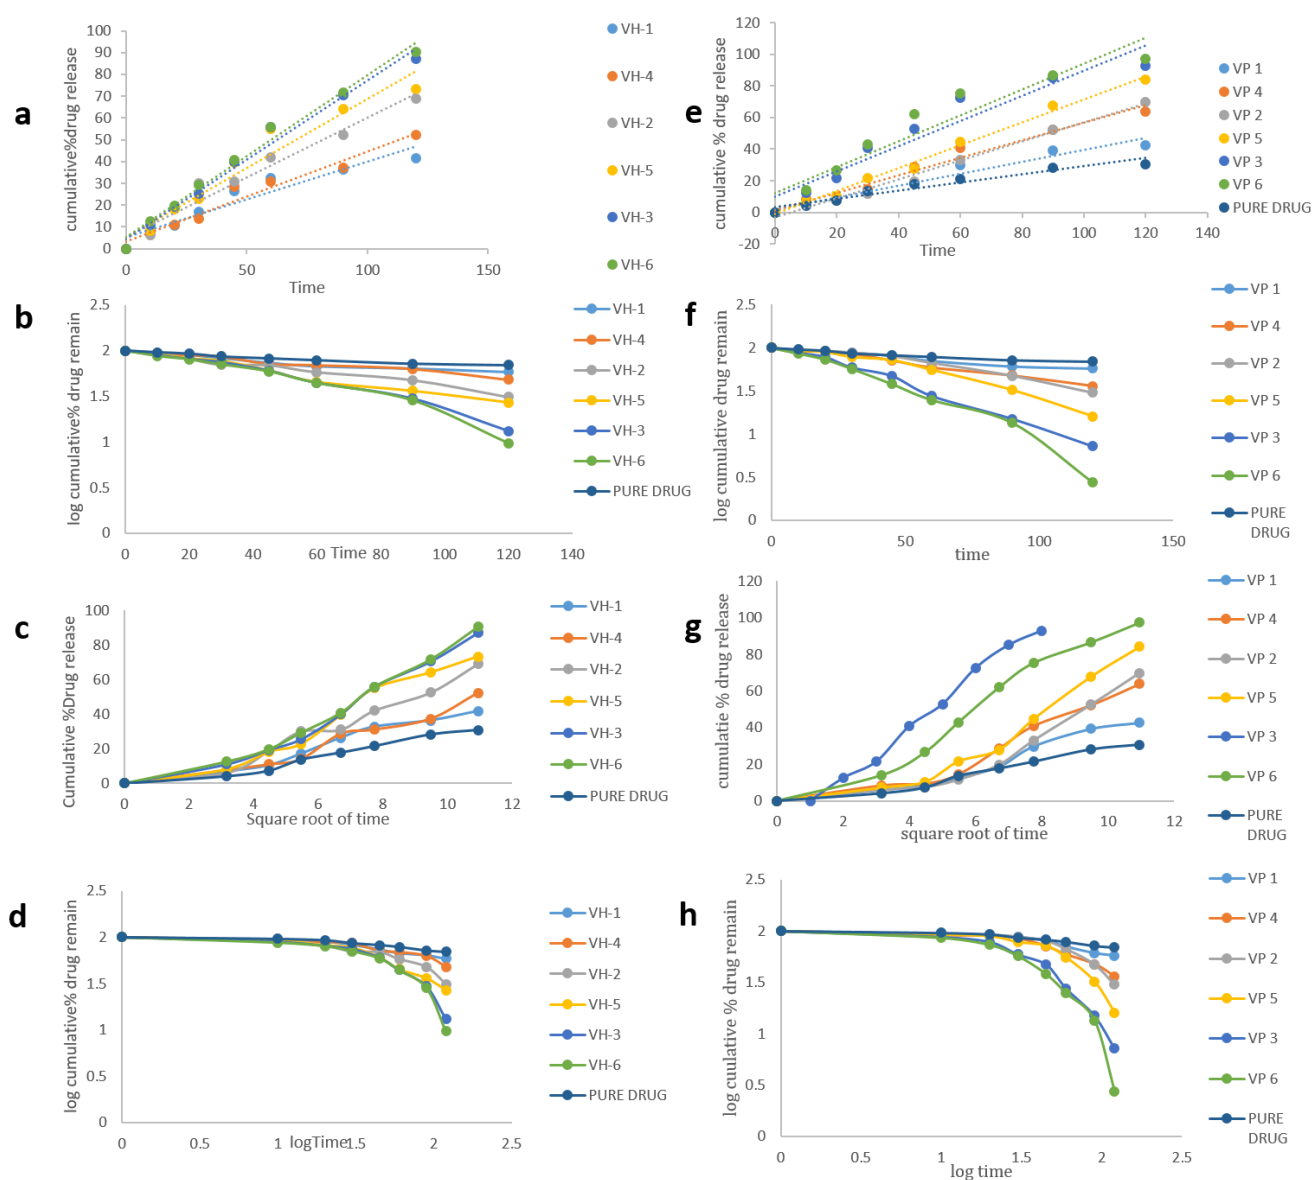 a
cumulative%drug release
100
90
80
70
60
50
40
30
20
10
0
0
50
100
150
Time
VH-1
VH-4
VH-2
VH-5
VH-3
VH-6
e
cumulative % drug release
120
100
80
60
40
20
0
-20
0
20
40
60
80
100
120
140
Time
VP 1
VP 4
VP 2
VP 5
VP 3
VP 6
PURE DRUG
b
log cumulative% drug remain
2.5
2
1.5
1
0.5
0
0
20
40
60
80
100
120
140
Time
VH-1
VH-4
VH-2
VH-5
VH-3
VH-6
PURE DRUG
f
log cumulative drug remain
2.5
2
1.5
1
0.5
0
0
50
100
150
time
VP 1
VP 4
VP 2
VP 5
VP 3
VP 6
PURE
DRUG
c
Cumulative %Drug release
100
80
60
40
20
0
0
2
4
6
8
10
12
Square root of time
VH-1
VH-4
VH-2
VH-5
VH-3
VH-6
PURE DRUG
g
cumulatie % drug release
120
100
80
60
40
20
0
0
2
4
6
8
10
12
square root of time
VP 1
VP 4
VP 2
VP 5
VP 3
VP 6
PURE
DRUG
d
log cumulative% drug remain
2.5
2
1.5
1
0.5
0
0
0.5
1
1.5
2
2.5
logTime
VH-1
VH-4
VH-2
VH-5
VH-3
VH-6
PURE DRUG
h
log cuulative % drug remain
2.5
2
1.5
1
0.5
0
0
0.5
1
1.5
2
2.5
log time
VP 1
VP 4
VP 2
VP 5
VP 3
VP 6
PURE
DRUG